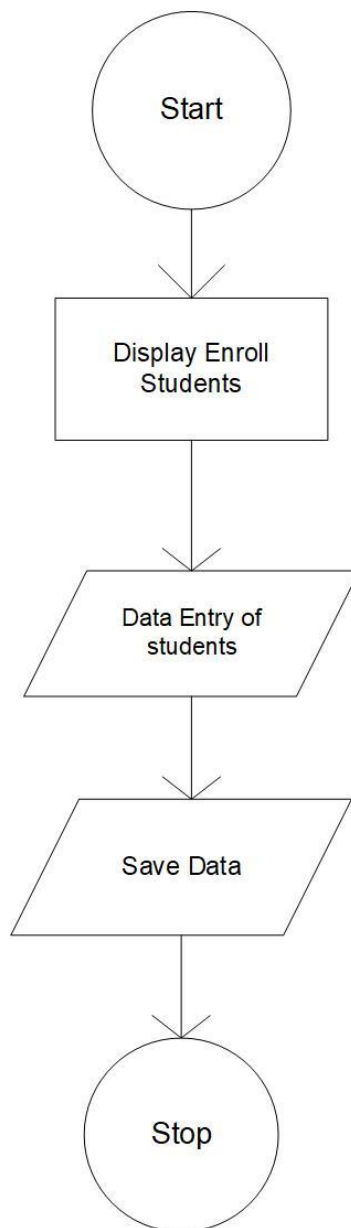 Start
Display Enroll
Students
Data Entry of
students
Save Data
Stop